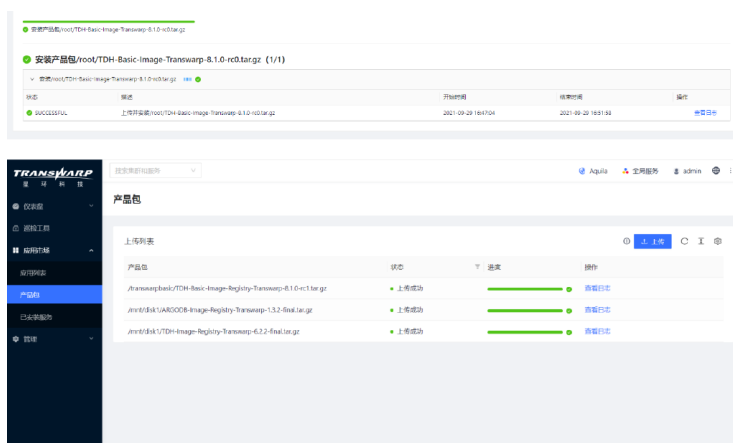 安装产品包/root/TDH-Basic-Image-Transwarp-8.1.0-rc0.tar.gz
安装产品包/root/TDH-Basic-Image-Transwarp-8.1.0-rc0.tar.gz (1/1)
安装/root/TDH-Basic-Image-Transwarp-8.1.0-rc0.tar.gz
状态 描述 开始时间 结束时间 操作
SUCCESSFUL 上传并安装/root/TDH-Basic-Image-Transwarp-8.1.0-rc0.tar.gz 2021-09-29 16:47:04 2021-09-29 16:51:58 查看日志
TRANSWARP
星环科技
搜索集群和服务
Aquila 全局服务 admin
仪表盘
产品包
巡检工具
应用市场
上传列表
上传
应用列表
产品包 状态 进度 操作
产品包
/transwarpbasic/TDH-Basic-Image-Registry-Transwarp-8.1.0-rc1.tar.gz 上传成功 查看日志
已安装服务
/mnt/disk1/ARGODB-Image-Registry-Transwarp-1.3.2-final.tar.gz 上传成功 查看日志
管理
/mnt/disk1/TDH-Image-Registry-Transwarp-6.2.2-final.tar.gz 上传成功 查看日志